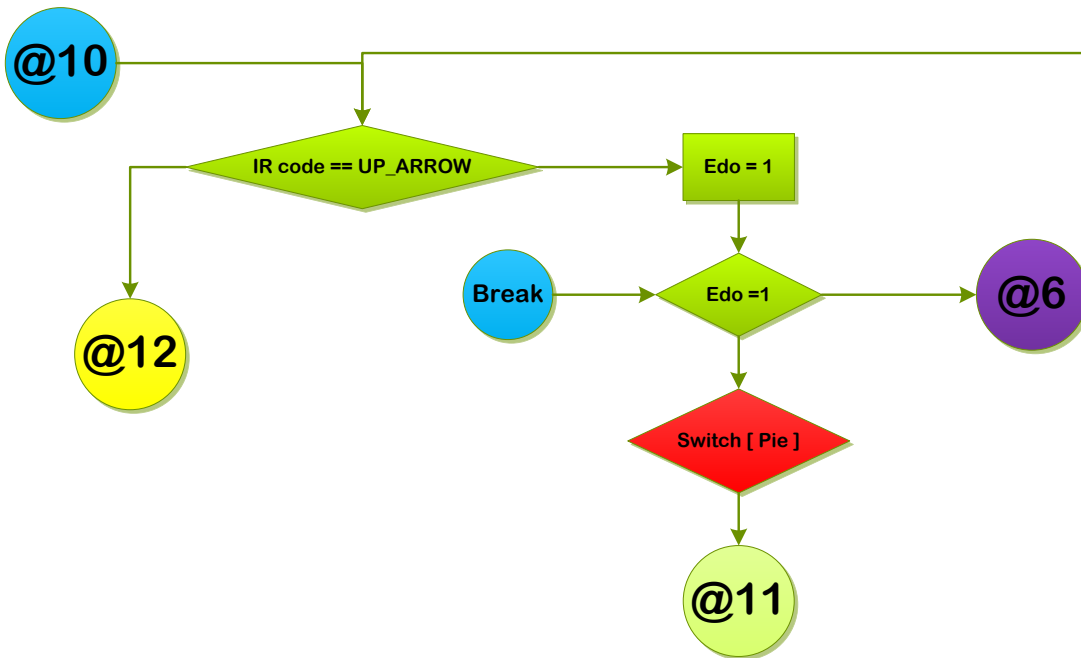 @10
IR code == UP_ARROW
Edo = 1
Break
Edo =1
@6
@12
Switch [ Pie ]
@11